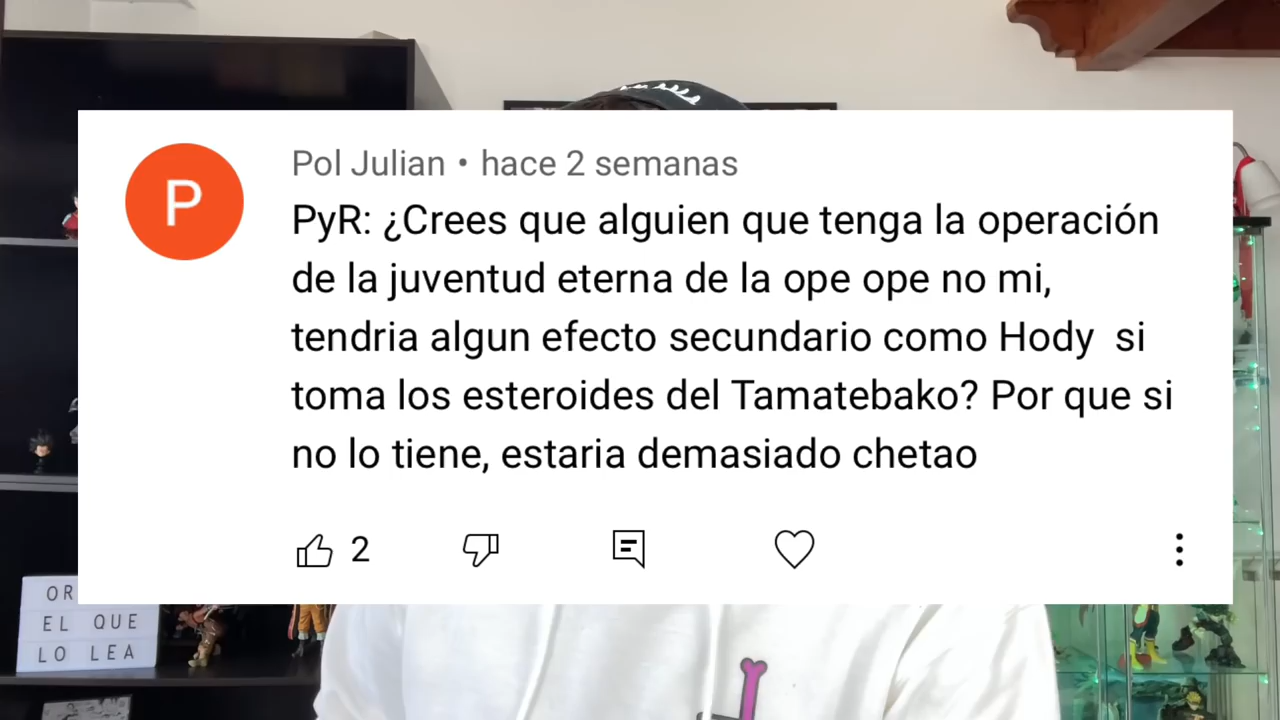 Pol Julian • hace 2 semanas
PyR: ¿Crees que alguien que tenga la operación
de la juventud eterna de la ope ope no mi,
tendria algun efecto secundario como Hody  si
toma los esteroides del Tamatebako? Por que si
no lo tiene, estaria demasiado chetao
2
P
OR
EL QUE
LO LEA